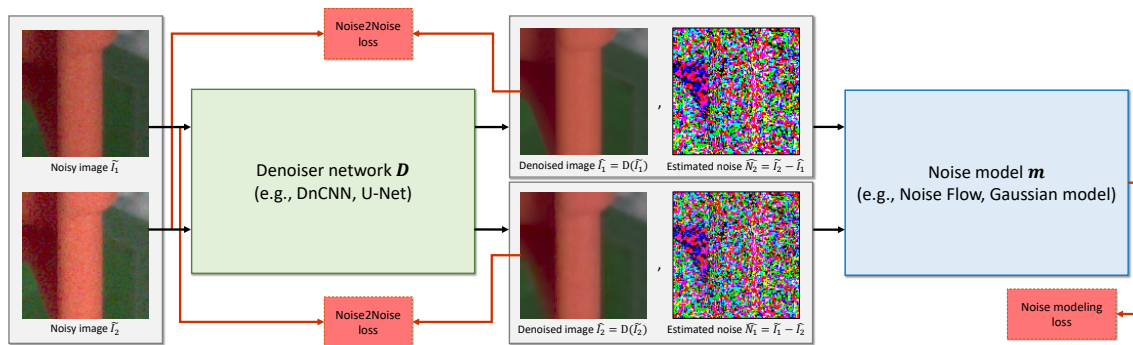 Noise2Noise
loss
Noisy image Ĩ₁
Denoiser network D
(e.g., DnCNN, U-Net)
Noisy image Ĩ₂
Noise2Noise
loss
,
Denoised image Î₁ = D(Ĩ₁)
Estimated noise N̂₂ = Ĩ₂ − Î₁
,
Denoised image Î₂ = D(Ĩ₂)
Estimated noise N̂₁ = Ĩ₁ − Î₂
Noise model m
(e.g., Noise Flow, Gaussian model)
Noise modeling
loss